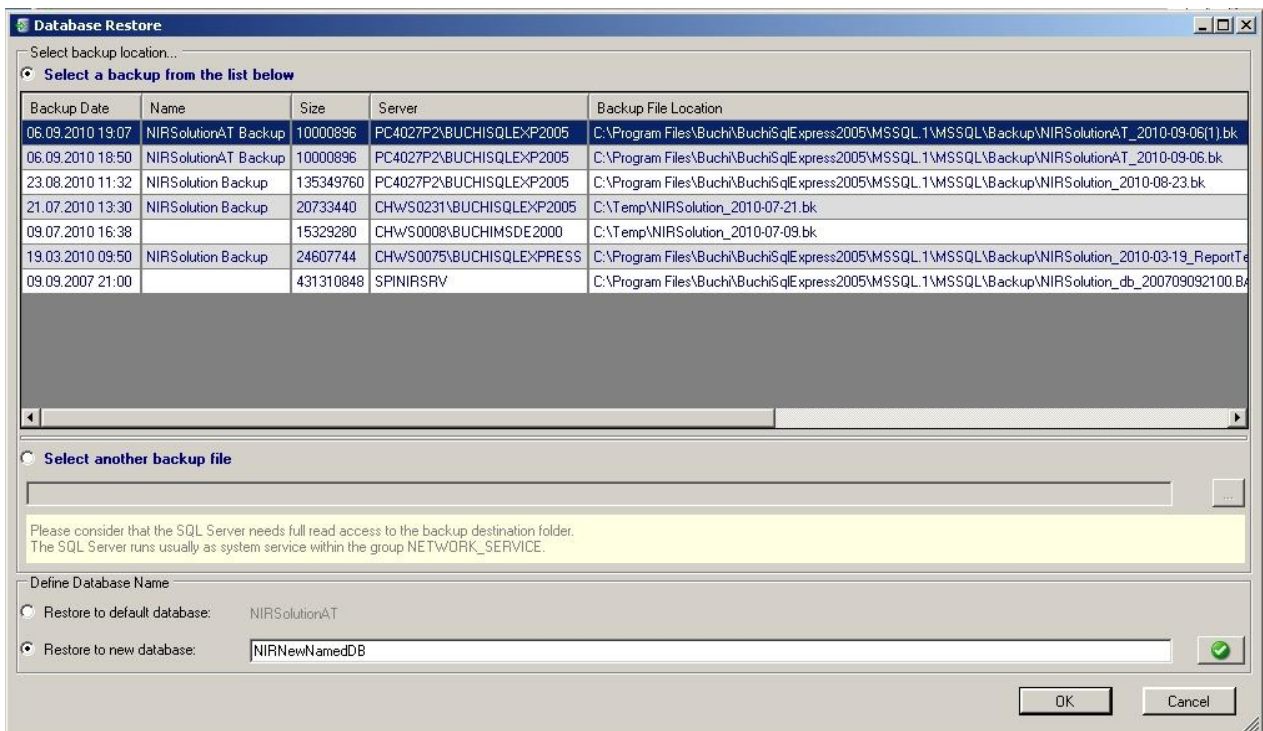 Database Restore
Select backup location...
Select a backup from the list below
Backup Date Name Size Server Backup File Location
06.09.2010 19:07 NIRSolutionAT Backup 10000896 PC4027P2\BUCHISQLEXP2005 C:\Program Files\Buchi\BuchiSqlExpress2005\MSSQL.1\MSSQL\Backup\NIRSolutionAT_2010-09-06(1).bk
06.09.2010 18:50 NIRSolutionAT Backup 10000896 PC4027P2\BUCHISQLEXP2005 C:\Program Files\Buchi\BuchiSqlExpress2005\MSSQL.1\MSSQL\Backup\NIRSolutionAT_2010-09-06.bk
23.08.2010 11:32 NIRSolution Backup 135349760 PC4027P2\BUCHISQLEXP2005 C:\Program Files\Buchi\BuchiSqlExpress2005\MSSQL.1\MSSQL\Backup\NIRSolution_2010-08-23.bk
21.07.2010 13:30 NIRSolution Backup 20733440 CHWS0231\BUCHISQLEXP2005 C:\Temp\NIRSolution_2010-07-21.bk
09.07.2010 16:38 15329280 CHWS0008\BUCHIMSDE2000 C:\Temp\NIRSolution_2010-07-09.bk
19.03.2010 09:50 NIRSolution Backup 24607744 CHWS0075\BUCHISQLEXPRESS C:\Program Files\Buchi\BuchiSqlExpress2005\MSSQL.1\MSSQL\Backup\NIRSolution_2010-03-19_ReportTe
09.09.2007 21:00 431310848 SPINIRSRV C:\Program Files\Buchi\BuchiSqlExpress2005\MSSQL.1\MSSQL\Backup\NIRSolution_db_200709092100.BA
Select another backup file
...
Please consider that the SQL Server needs full read access to the backup destination folder.
The SQL Server runs usually as system service within the group NETWORK_SERVICE.
Define Database Name
Restore to default database: NIRSolutionAT
Restore to new database: NIRNewNamedDB
OK Cancel